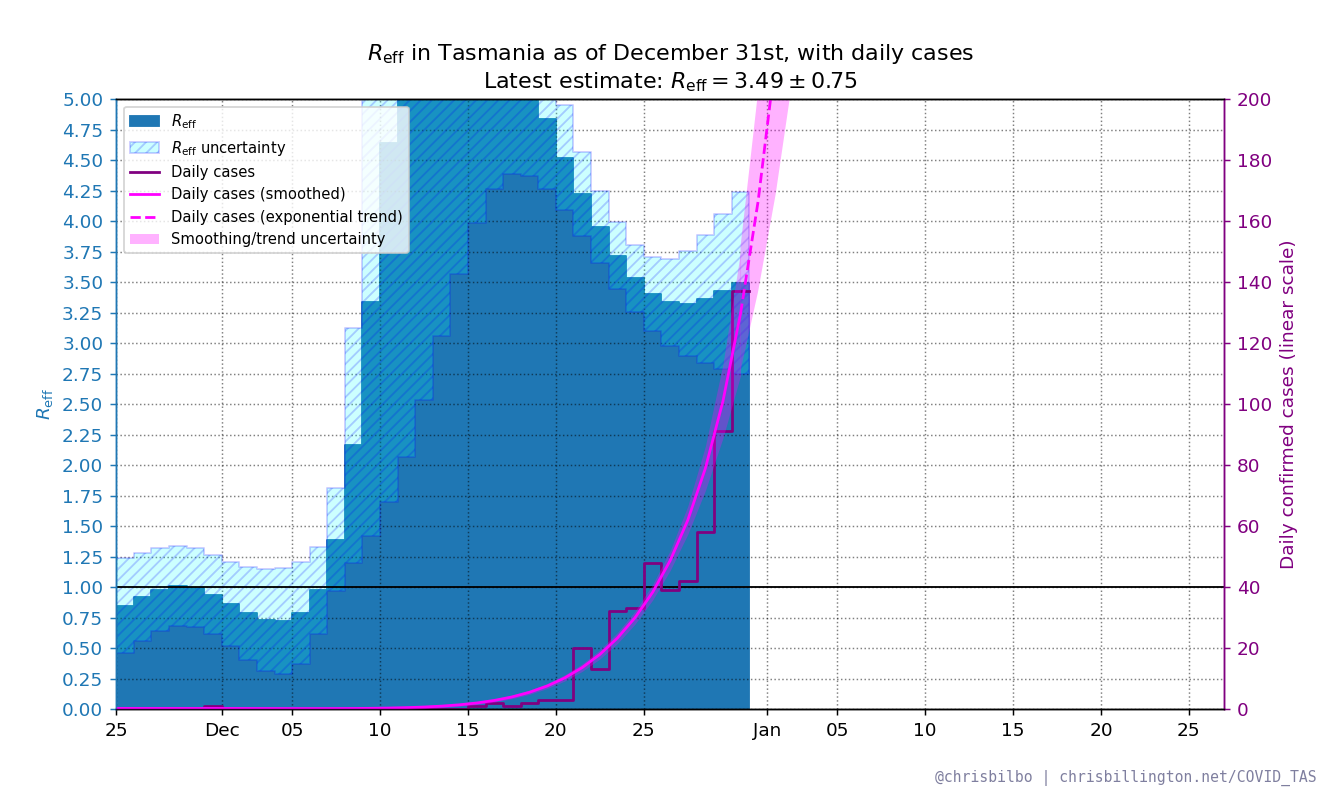 R_eff in Tasmania as of December 31st, with daily cases
Latest estimate: R_eff = 3.49 ± 0.75
R_eff
R_eff uncertainty
Daily cases
Daily cases (smoothed)
Daily cases (exponential trend)
Smoothing/trend uncertainty
5.00
4.75
4.50
4.25
4.00
3.75
3.50
3.25
3.00
2.75
2.50
2.25
2.00
1.75
1.50
1.25
1.00
0.75
0.50
0.25
0.00
R_eff
200
180
160
140
120
100
80
60
40
20
0
Daily confirmed cases (linear scale)
25 Dec 05 10 15 20 25 Jan 05 10 15 20 25
@chrisbilbo | chrisbillington.net/COVID_TAS